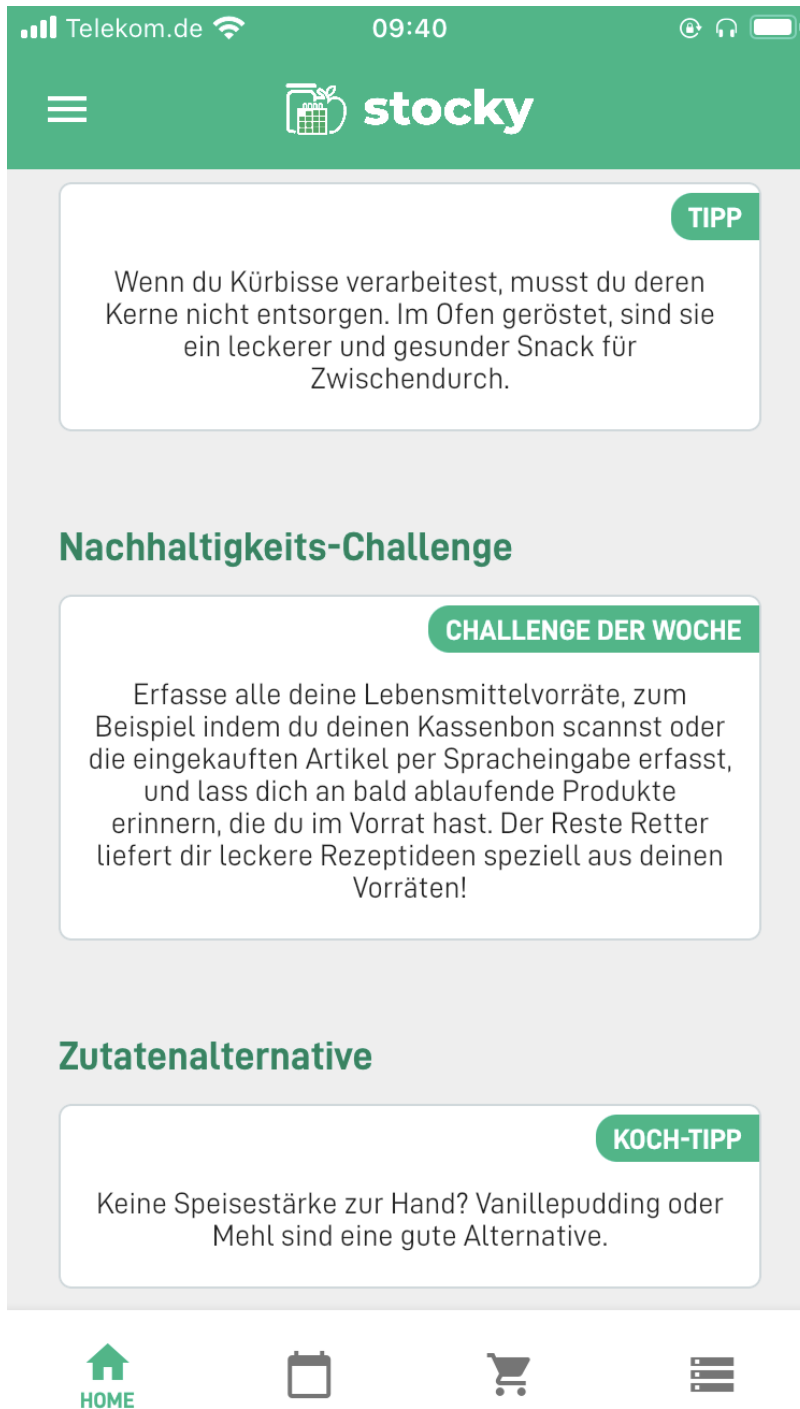 Telekom.de 09:40
stocky
TIPP
Wenn du Kürbisse verarbeitest, musst du deren
Kerne nicht entsorgen. Im Ofen geröstet, sind sie
ein leckerer und gesunder Snack für
Zwischendurch.
Nachhaltigkeits-Challenge
CHALLENGE DER WOCHE
Erfasse alle deine Lebensmittelvorräte, zum
Beispiel indem du deinen Kassenbon scannst oder
die eingekauften Artikel per Spracheingabe erfasst,
und lass dich an bald ablaufende Produkte
erinnern, die du im Vorrat hast. Der Reste Retter
liefert dir leckere Rezeptideen speziell aus deinen
Vorräten!
Zutatenalternative
KOCH-TIPP
Keine Speisestärke zur Hand? Vanillepudding oder
Mehl sind eine gute Alternative.
HOME